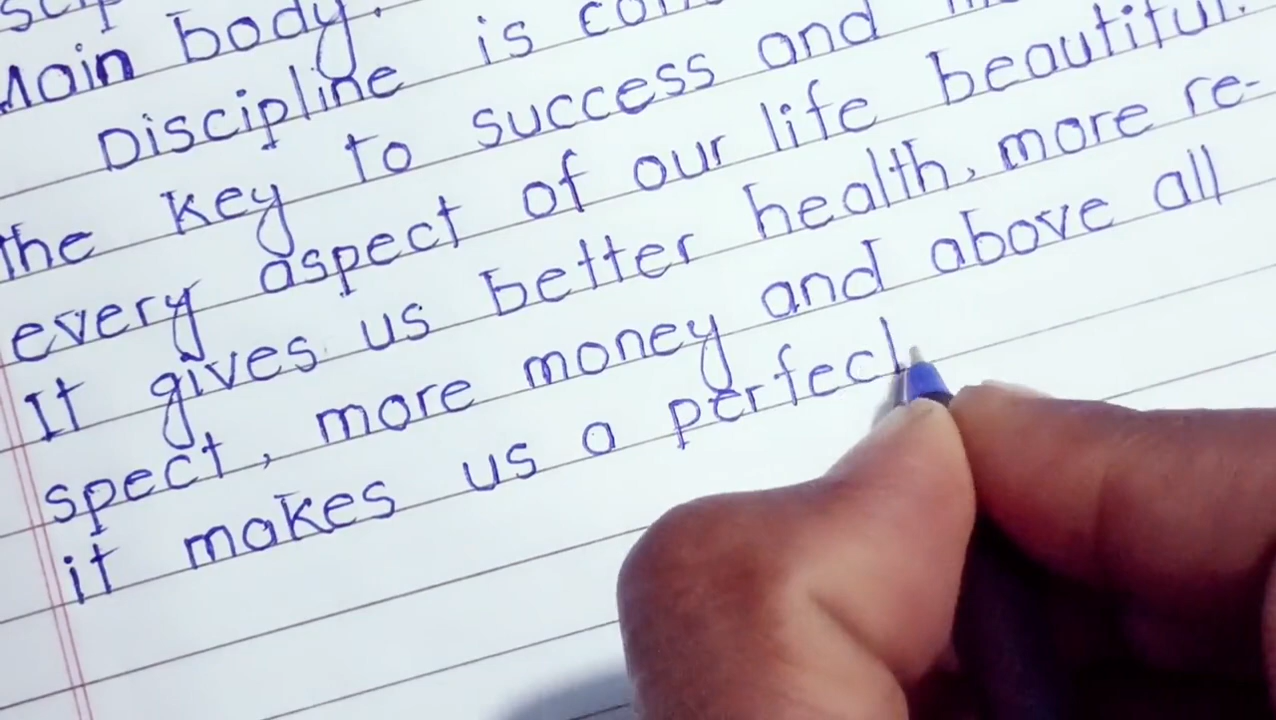 Main body.
Discipline is
the key to success and
every aspect of our life beautiful.
It gives us better health, more re-
spect, more money and above all
it makes us a perfect